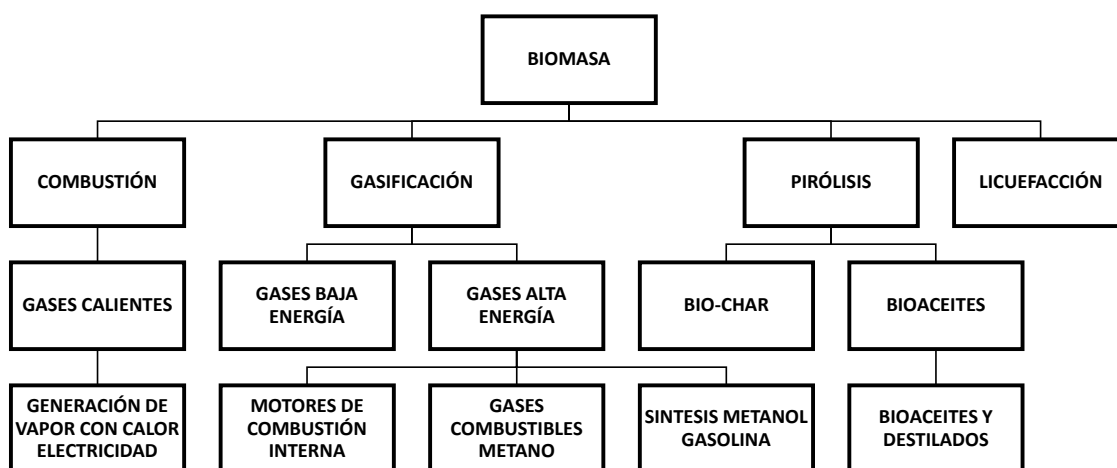 BIOMASA
COMBUSTIÓN
GASIFICACIÓN
PIRÓLISIS
LICUEFACCIÓN
GASES CALIENTES
GASES BAJA
ENERGÍA
GASES ALTA
ENERGÍA
BIO-CHAR
BIOACEITES
GENERACIÓN DE
VAPOR CON CALOR
ELECTRICIDAD
MOTORES DE
COMBUSTIÓN
INTERNA
GASES
COMBUSTIBLES
METANO
SINTESIS METANOL
GASOLINA
BIOACEITES Y
DESTILADOS